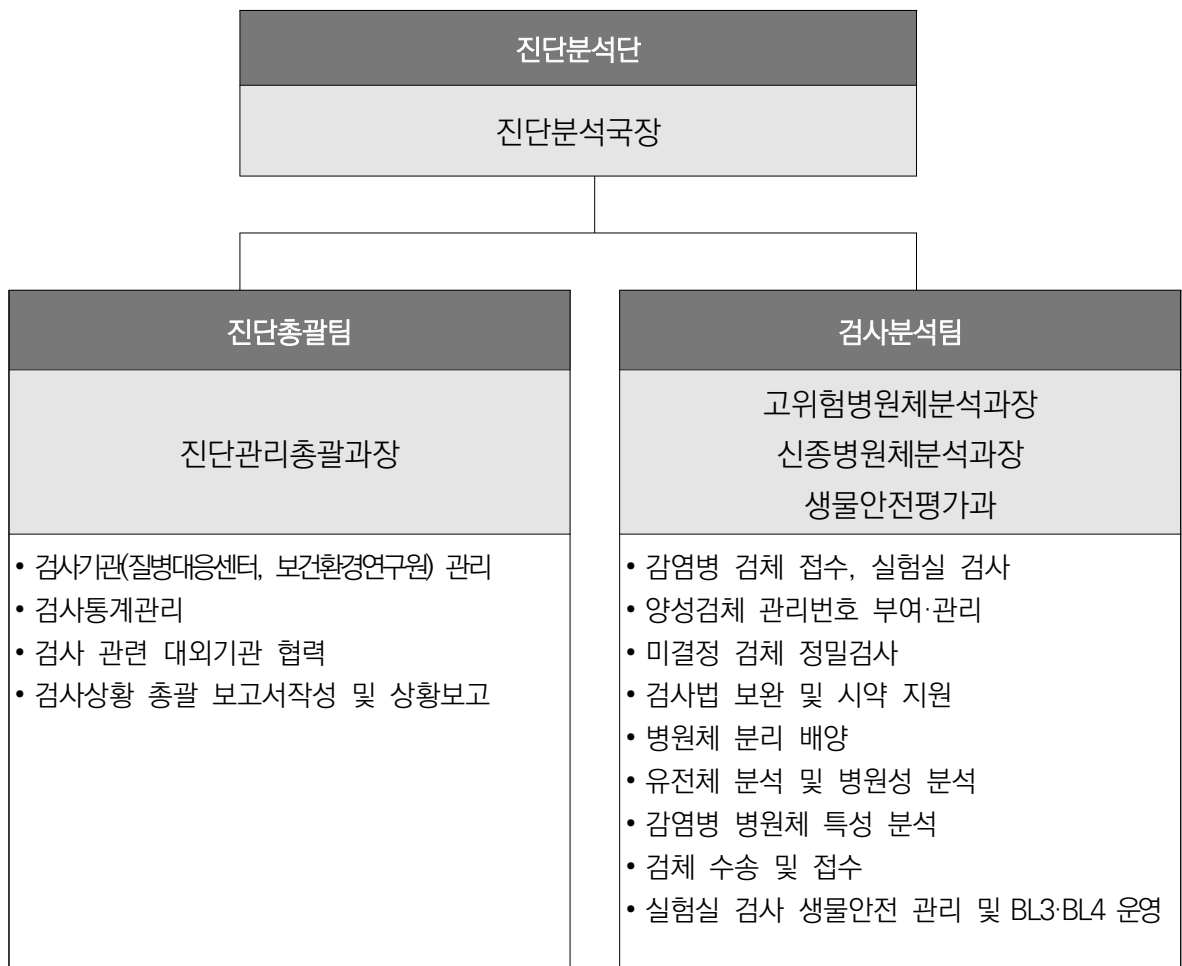 진단분석단
진단분석국장
진단총괄팀
진단관리총괄과장
• 검사기관(질병대응센터, 보건환경연구원) 관리
• 검사통계관리
• 검사 관련 대외기관 협력
• 검사상황 총괄 보고서작성 및 상황보고
검사분석팀
고위험병원체분석과장
신종병원체분석과장
생물안전평가과
• 감염병 검체 접수, 실험실 검사
• 양성검체 관리번호 부여·관리
• 미결정 검체 정밀검사
• 검사법 보완 및 시약 지원
• 병원체 분리 배양
• 유전체 분석 및 병원성 분석
• 감염병 병원체 특성 분석
• 검체 수송 및 접수
• 실험실 검사 생물안전 관리 및 BL3·BL4 운영